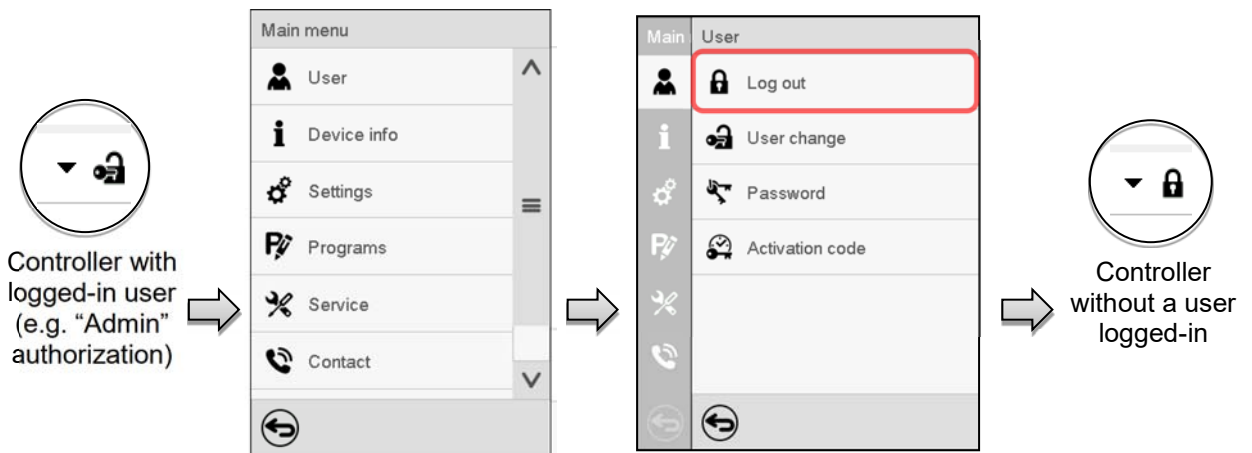 Controller with
logged-in user
(e.g. “Admin”
authorization)
Main menu
User
Device info
Settings
Programs
Service
Contact
Main
User
Log out
User change
Password
Activation code
Controller
without a user
logged-in